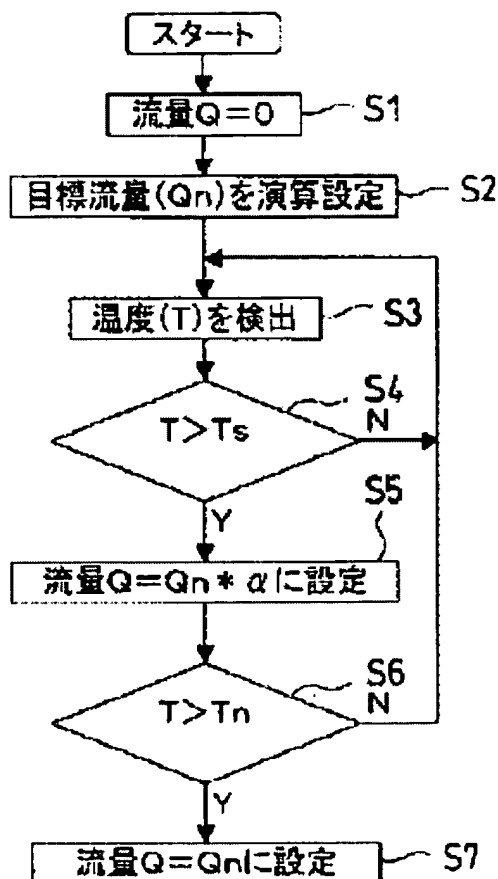 スタート
流量Q=0
S1
目標流量(Qn)を演算設定
S2
温度(T)を検出
S3
T>Ts
S4
N
Y
S5
流量Q=Qn*αに設定
T>Tn
S6
N
Y
流量Q=Qnに設定
S7